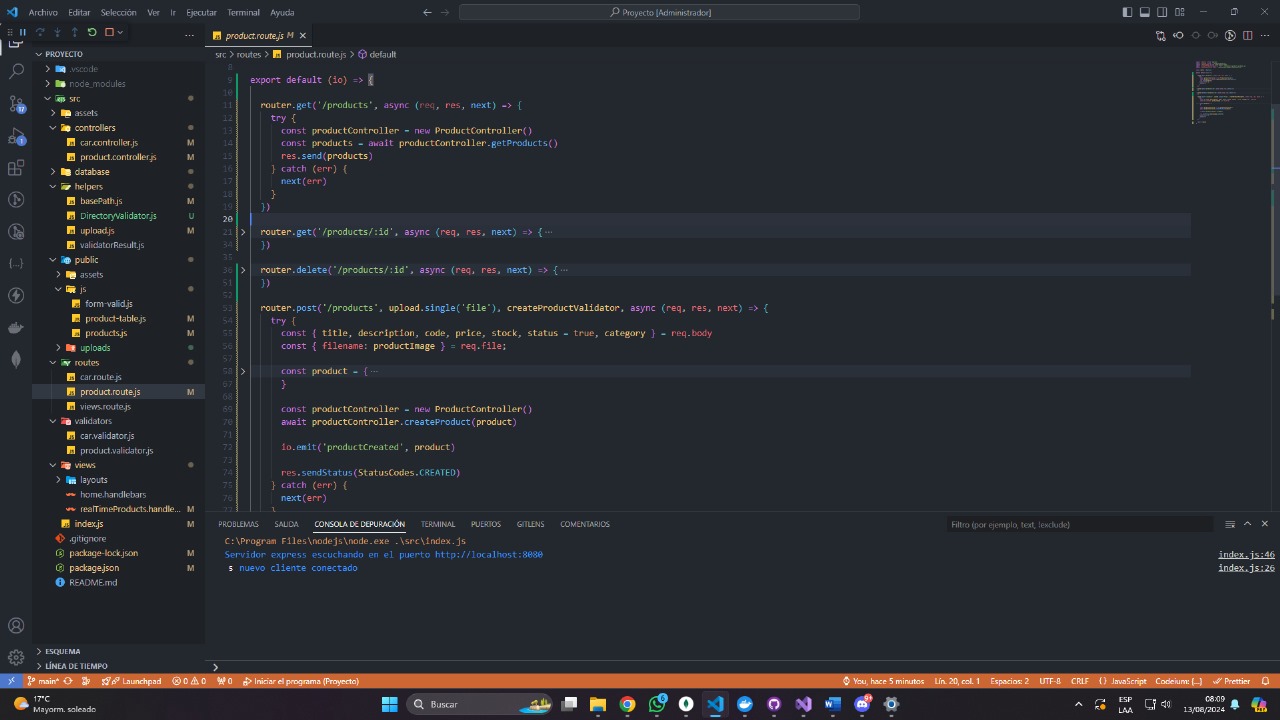 Archivo Editar Selección Ver Ir Ejecutar Terminal Ayuda
Proyecto [Administrador]
product.route.js M
src > routes > product.route.js > default
PROYECTO
.vscode
node_modules
src
assets
controllers
car.controller.js M
product.controller.js M
database
helpers
basePath.js M
DirectoryValidator.js U
upload.js M
validatorResult.js
public
assets
js
form-valid.js
product-table.js M
products.js M
uploads
routes
car.route.js
product.route.js M
views.route.js
validators
car.validator.js
product.validator.js
views
layouts
home.handlebars
realTimeProducts.handle... M
index.js M
.gitignore
package-lock.json M
package.json M
README.md
ESQUEMA
LÍNEA DE TIEMPO
17
1
8
9 export default (io) => {
10
11 router.get('/products', async (req, res, next) => {
12 try {
13 const productController = new ProductController()
14 const products = await productController.getProducts()
15 res.send(products)
16 } catch (err) {
17 next(err)
18 }
19 })
20
21 router.get('/products/:id', async (req, res, next) => {···
34 })
35
36 router.delete('/products/:id', async (req, res, next) => {···
51 })
52
53 router.post('/products', upload.single('file'), createProductValidator, async (req, res, next) => {
54 try {
55 const { title, description, code, price, stock, status = true, category } = req.body
56 const { filename: productImage } = req.file;
57
58 const product = {···
67 }
68
69 const productController = new ProductController()
70 await productController.createProduct(product)
71
72 io.emit('productCreated', product)
73
74 res.sendStatus(StatusCodes.CREATED)
75 } catch (err) {
76 next(err)
77 }
PROBLEMAS SALIDA CONSOLA DE DEPURACIÓN TERMINAL PUERTOS GITLENS COMENTARIOS
Filtro (por ejemplo, text, !exclude)
C:\Program Files\nodejs\node.exe .\src\index.js
Servidor express escuchando en el puerto http://localhost:8080 index.js:46
5 nuevo cliente conectado index.js:26
main* Launchpad 0 0 0 Iniciar el programa (Proyecto) You, hace 5 minutos Lín. 20, col. 1 Espacios: 2 UTF-8 CRLF {} JavaScript Codeium: {...} Prettier
17°C
Mayorm. soleado
Buscar
6
9+
ESP
LAA
08:09
13/08/2024